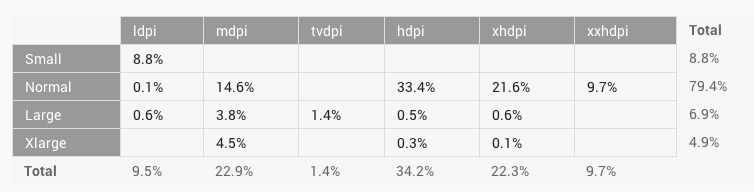 ldpi mdpi tvdpi hdpi xhdpi xxhdpi Total
Small 8.8% 8.8%
Normal 0.1% 14.6% 33.4% 21.6% 9.7% 79.4%
Large 0.6% 3.8% 1.4% 0.5% 0.6% 6.9%
Xlarge 4.5% 0.3% 0.1% 4.9%
Total 9.5% 22.9% 1.4% 34.2% 22.3% 9.7%